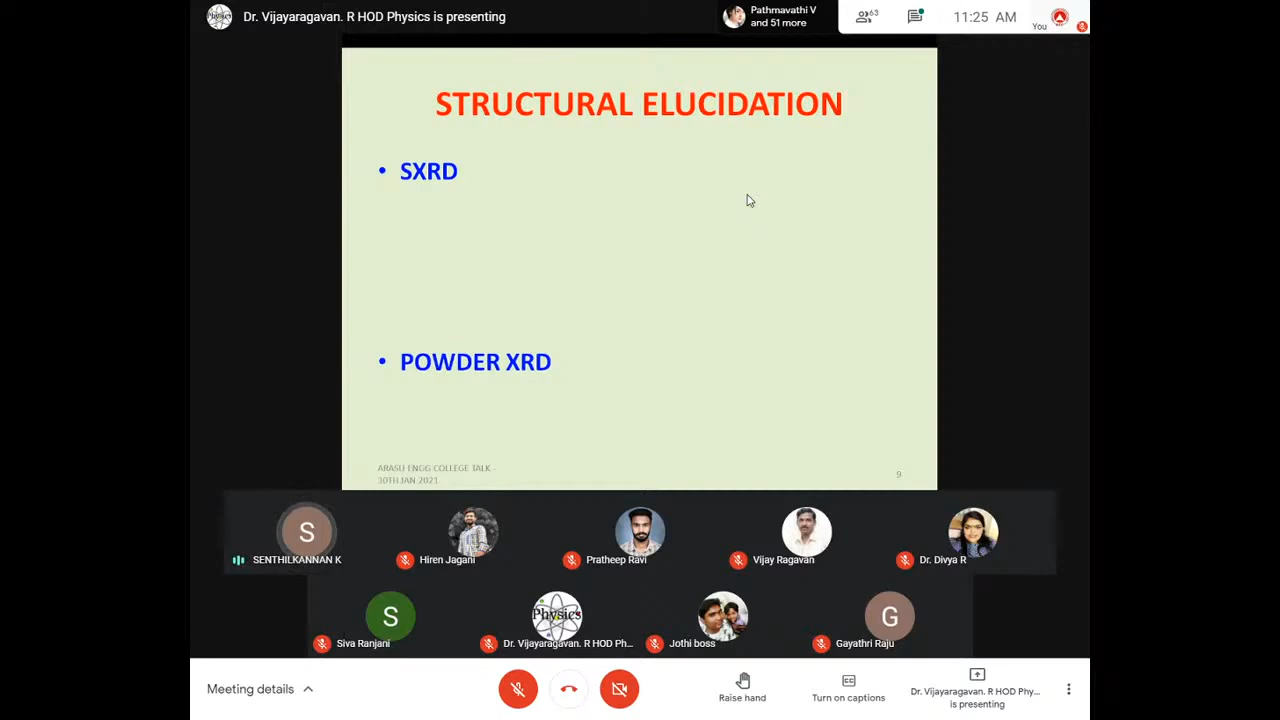 Dr. Vijayaragavan. R HOD Physics is presenting
Pathmavathi V
and 51 more
63
11:25 AM
You
STRUCTURAL ELUCIDATION
• SXRD
• POWDER XRD
ARASU ENGG COLLEGE TALK -
30TH JAN 2021
9
S
SENTHILKANNAN K
Hiren Jagani
Pratheep Ravi
Vijay Ragavan
Dr. Divya R
S
Siva Ranjani
Physics
Dr. Vijayaragavan. R HOD Ph...
Jothi boss
G
Gayathri Raju
Meeting details
Raise hand
Turn on captions
Dr. Vijayaragavan. R HOD Phy...
is presenting